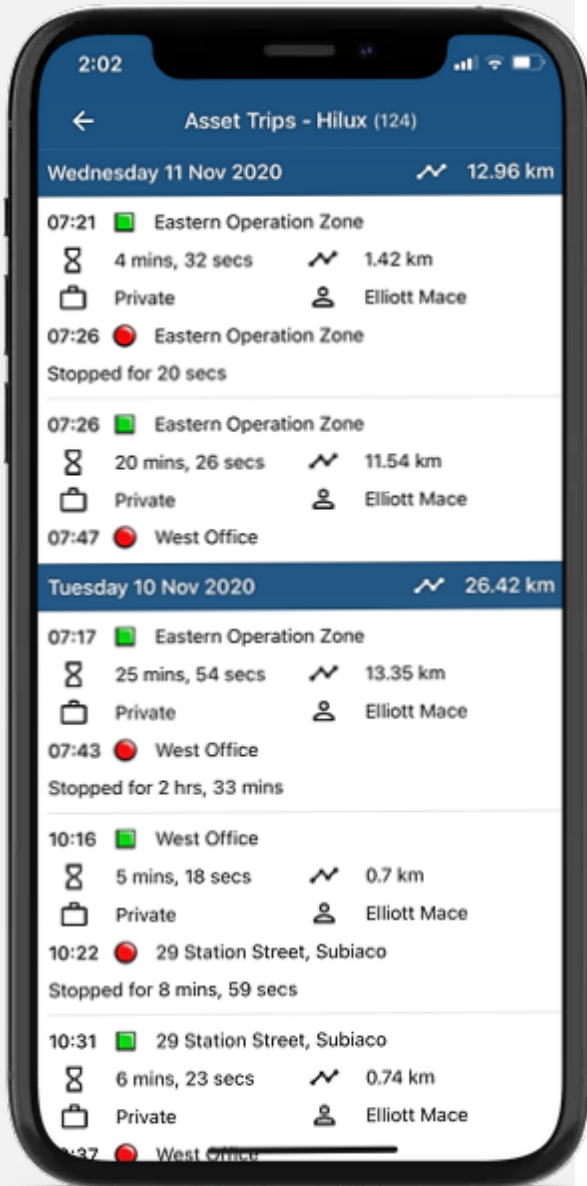 2:02
Asset Trips - Hilux (124)
Wednesday 11 Nov 2020 12.96 km
07:21 Eastern Operation Zone
4 mins, 32 secs 1.42 km
Private Elliott Mace
07:26 Eastern Operation Zone
Stopped for 20 secs
07:26 Eastern Operation Zone
20 mins, 26 secs 11.54 km
Private Elliott Mace
07:47 West Office
Tuesday 10 Nov 2020 26.42 km
07:17 Eastern Operation Zone
25 mins, 54 secs 13.35 km
Private Elliott Mace
07:43 West Office
Stopped for 2 hrs, 33 mins
10:16 West Office
5 mins, 18 secs 0.7 km
Private Elliott Mace
10:22 29 Station Street, Subiaco
Stopped for 8 mins, 59 secs
10:31 29 Station Street, Subiaco
6 mins, 23 secs 0.74 km
Private Elliott Mace
West Office